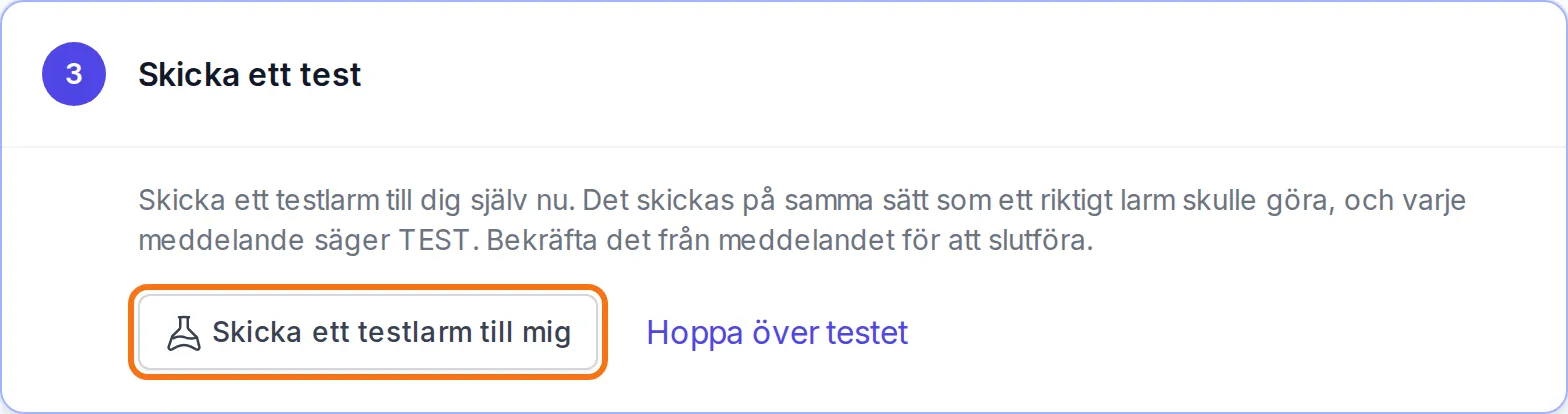 3
Skicka ett test
Skicka ett testlarm till dig själv nu. Det skickas på samma sätt som ett riktigt larm skulle göra, och varje
meddelande säger TEST. Bekräfta det från meddelandet för att slutföra.
Skicka ett testlarm till mig
Hoppa över testet